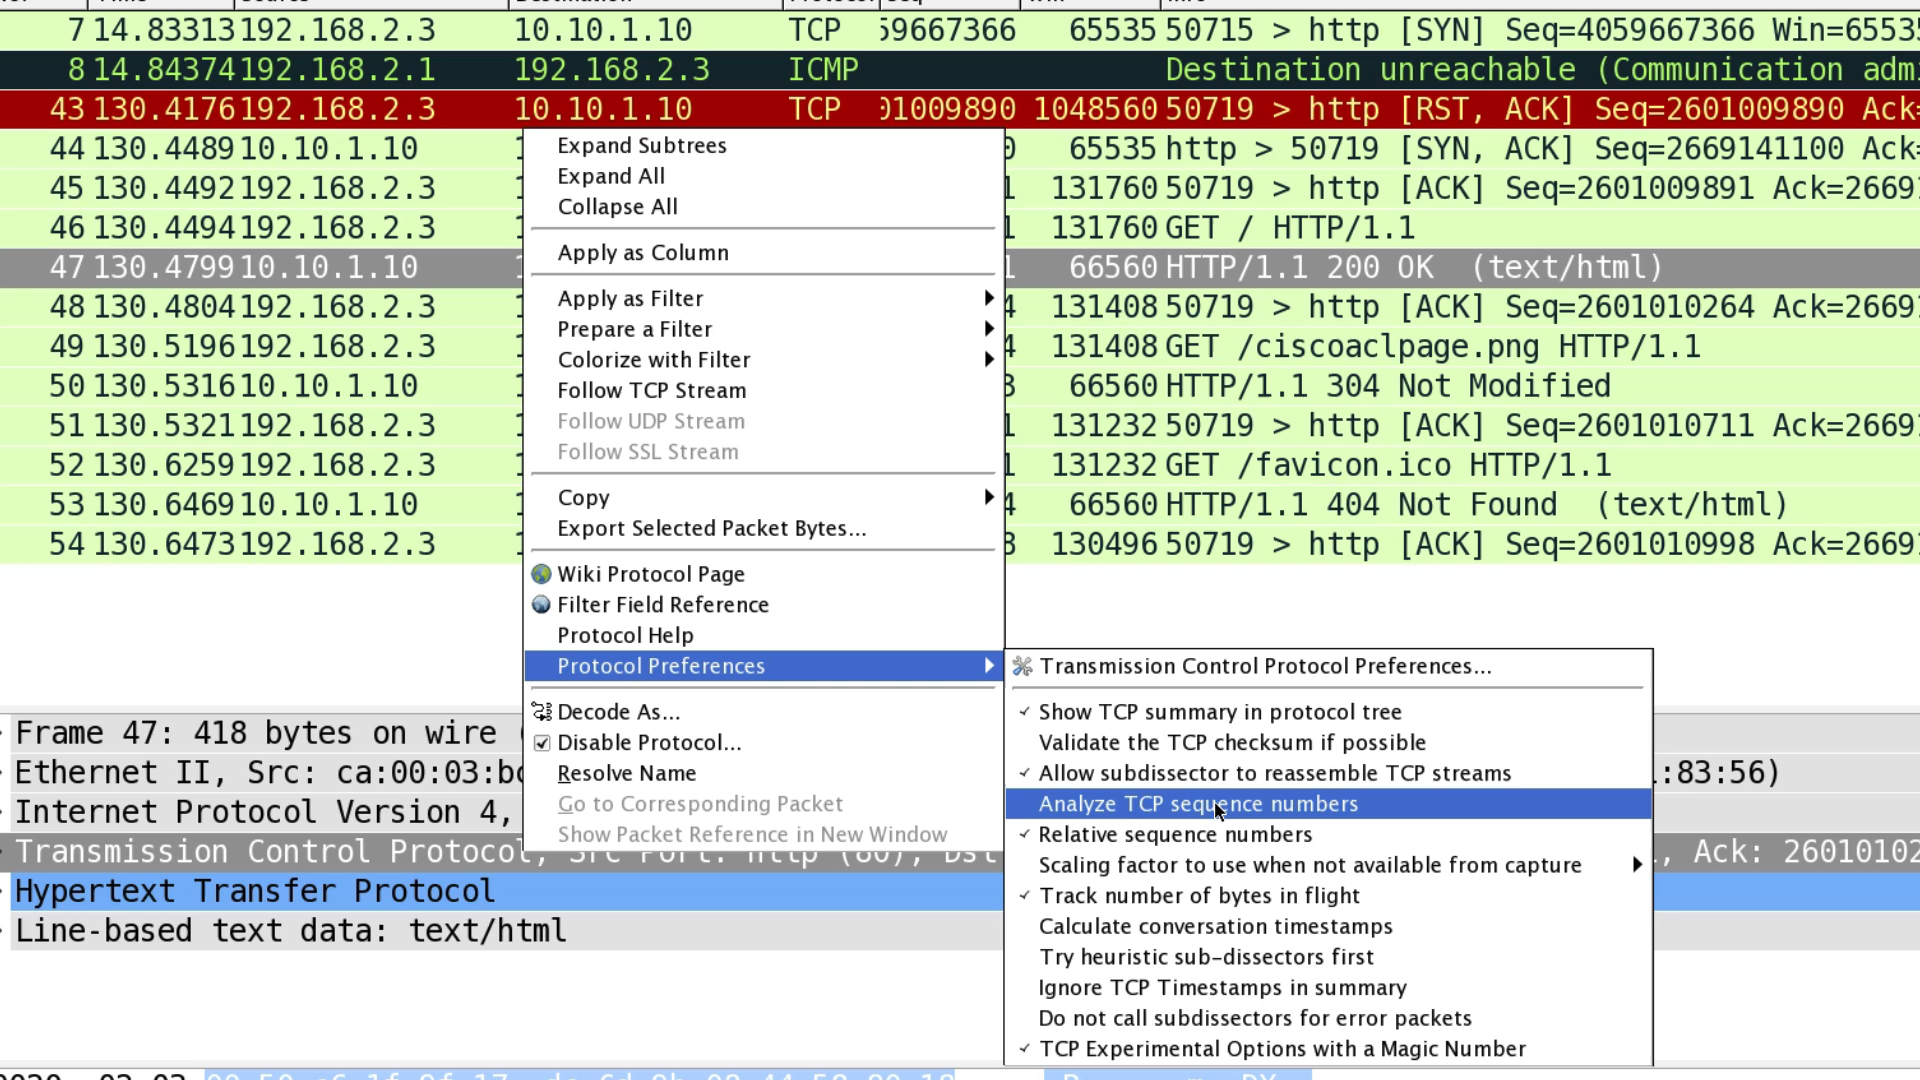 7 14.83313 192.168.2.3 10.10.1.10 TCP 59667366 65535 50715 > http [SYN] Seq=4059667366 Win=6553
8 14.84374 192.168.2.1 192.168.2.3 ICMP Destination unreachable (Communication adm
43 130.4176 192.168.2.3 10.10.1.10 TCP 01009890 1048560 50719 > http [RST, ACK] Seq=2601009890 Ack=
44 130.4489 10.10.1.10 65535 http > 50719 [SYN, ACK] Seq=2669141100 Ack=
45 130.4492 192.168.2.3 131760 50719 > http [ACK] Seq=2601009891 Ack=2669
46 130.4494 192.168.2.3 131760 GET / HTTP/1.1
47 130.4799 10.10.1.10 66560 HTTP/1.1 200 OK (text/html)
48 130.4804 192.168.2.3 131408 50719 > http [ACK] Seq=2601010264 Ack=2669
49 130.5196 192.168.2.3 131408 GET /ciscoaclpage.png HTTP/1.1
50 130.5316 10.10.1.10 66560 HTTP/1.1 304 Not Modified
51 130.5321 192.168.2.3 131232 50719 > http [ACK] Seq=2601010711 Ack=2669
52 130.6259 192.168.2.3 131232 GET /favicon.ico HTTP/1.1
53 130.6469 10.10.1.10 66560 HTTP/1.1 404 Not Found (text/html)
54 130.6473 192.168.2.3 130496 50719 > http [ACK] Seq=2601010998 Ack=2669
Expand Subtrees
Expand All
Collapse All
Apply as Column
Apply as Filter
Prepare a Filter
Colorize with Filter
Follow TCP Stream
Follow UDP Stream
Follow SSL Stream
Copy
Export Selected Packet Bytes...
Wiki Protocol Page
Filter Field Reference
Protocol Help
Protocol Preferences
Decode As...
Disable Protocol...
Resolve Name
Go to Corresponding Packet
Show Packet Reference in New Window
Transmission Control Protocol Preferences...
Show TCP summary in protocol tree
Validate the TCP checksum if possible
Allow subdissector to reassemble TCP streams
Analyze TCP sequence numbers
Relative sequence numbers
Scaling factor to use when not available from capture
Track number of bytes in flight
Calculate conversation timestamps
Try heuristic sub-dissectors first
Ignore TCP Timestamps in summary
Do not call subdissectors for error packets
TCP Experimental Options with a Magic Number
Frame 47: 418 bytes on wire
Ethernet II, Src: ca:00:03: :83:56)
Internet Protocol Version 4,
Transmission Control Protocol, Src Port: http (80), Dst , Ack: 26010102
Hypertext Transfer Protocol
Line-based text data: text/html